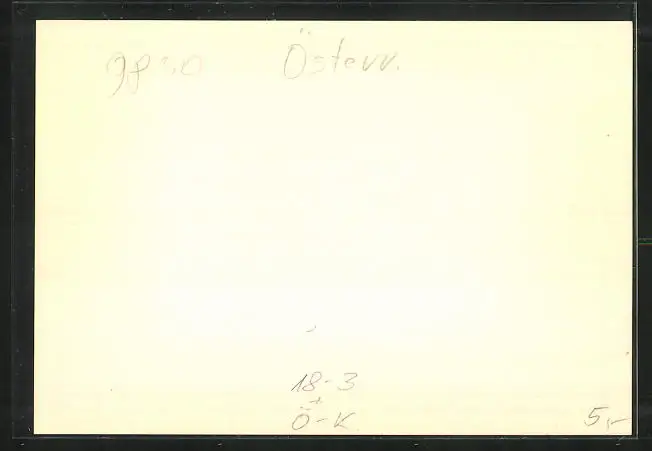 Österr.
18-3
+
Ö-K
5,-